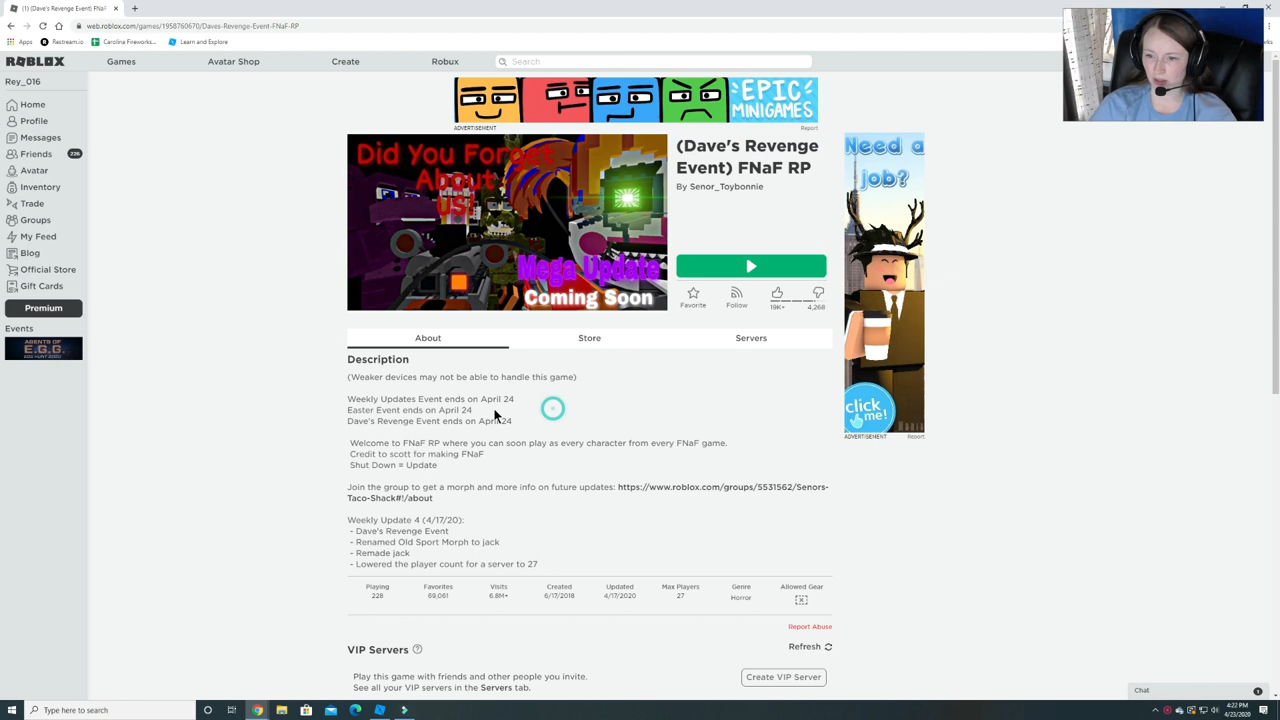 (1) (Dave's Revenge Event) FNaF
web.roblox.com/games/1958760670/Daves-Revenge-Event-FNaF-RP
Apps Restream.io Carolina Fireworks... Learn and Explore
ROBLOX Games Avatar Shop Create Robux Search
Rey_016
Home
Profile
Messages
Friends 226
Avatar
Inventory
Trade
Groups
My Feed
Blog
Official Store
Gift Cards
Premium
Events
AGENTS OF
E.G.G.
EPIC
MINIGAMES
ADVERTISEMENT Report
Did You Forget
About
US!
Mega Update
Coming Soon
(Dave's Revenge
Event) FNaF RP
By Senor_Toybonnie
Favorite Follow 19K+ 4,268
Need a
job?
click
me!
ADVERTISEMENT Report
About Store Servers
Description
(Weaker devices may not be able to handle this game)
Weekly Updates Event ends on April 24
Easter Event ends on April 24
Dave's Revenge Event ends on April 24
Welcome to FNaF RP where you can soon play as every character from every FNaF game.
Credit to scott for making FNaF
Shut Down = Update
Join the group to get a morph and more info on future updates: https://www.roblox.com/groups/5531562/Senors-
Taco-Shack#!/about
Weekly Update 4 (4/17/20):
- Dave's Revenge Event
- Renamed Old Sport Morph to jack
- Remade jack
- Lowered the player count for a server to 27
Playing Favorites Visits Created Updated Max Players Genre Allowed Gear
228 69,061 6.8M+ 6/17/2018 4/17/2020 27 Horror
Report Abuse
VIP Servers Refresh
Play this game with friends and other people you invite.
See all your VIP servers in the Servers tab.
Create VIP Server
Chat 1
Type here to search
4:22 PM
4/23/2020